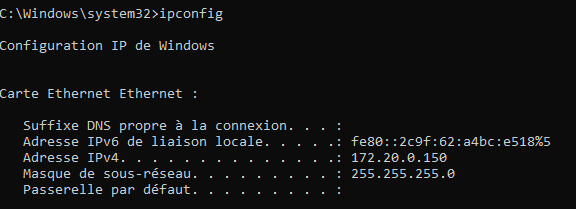 C:\Windows\system32>ipconfig
Configuration IP de Windows
Carte Ethernet Ethernet :
Suffixe DNS propre à la connexion. . . :
Adresse IPv6 de liaison locale. . . . .: fe80::2c9f:62:a4bc:e518%5
Adresse IPv4. . . . . . . . . . . . . .: 172.20.0.150
Masque de sous-réseau. . . . . . . . . : 255.255.255.0
Passerelle par défaut. . . . . . . . . :